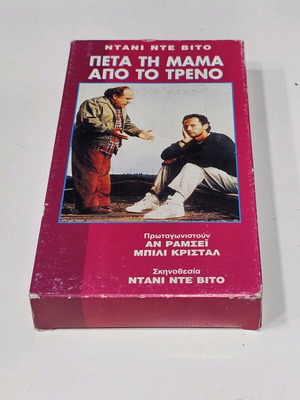 ΝΤΑΝΙ ΝΤΕ ΒΙΤΟ
ΠΕΤΑ ΤΗ ΜΑΜΑ
ΑΠΟ ΤΟ ΤΡΕΝΟ
Πρωταγωνιστούν
ΑΝ ΡΑΜΣΕΪ
ΜΠΙΛΙ ΚΡΙΣΤΑΛ
Σκηνοθεσία
ΝΤΑΝΙ ΝΤΕ ΒΙΤΟ